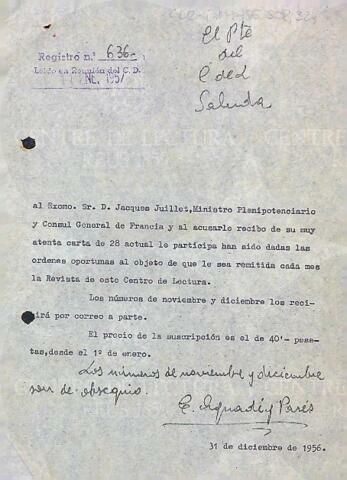 Registro n.º 636-
Leído en Reunión del C. D.
ENE. 1957
El Pte
del
C de L
Saluda
al Sxomo. Sr. D. Jacques Juillet,Ministro Plenipotenciario
y Consul General de Francia y al acusarle recibo de su muy
atenta carta de 28 actual le participa han sido dadas las
ordenes oportunas al objeto de que le sea remitida cada mes
la Revista de este Centro de Lectura.
Los números de noviembre y diciembre los reci-
birá por correo a parte.
El precio de la suscripción es el de 40'- pese-
tas,desde el 1º de enero.
Los números de noviembre y diciembre
son de obsequio.
E. Aguadé y Parés
31 de diciembre de 1956.